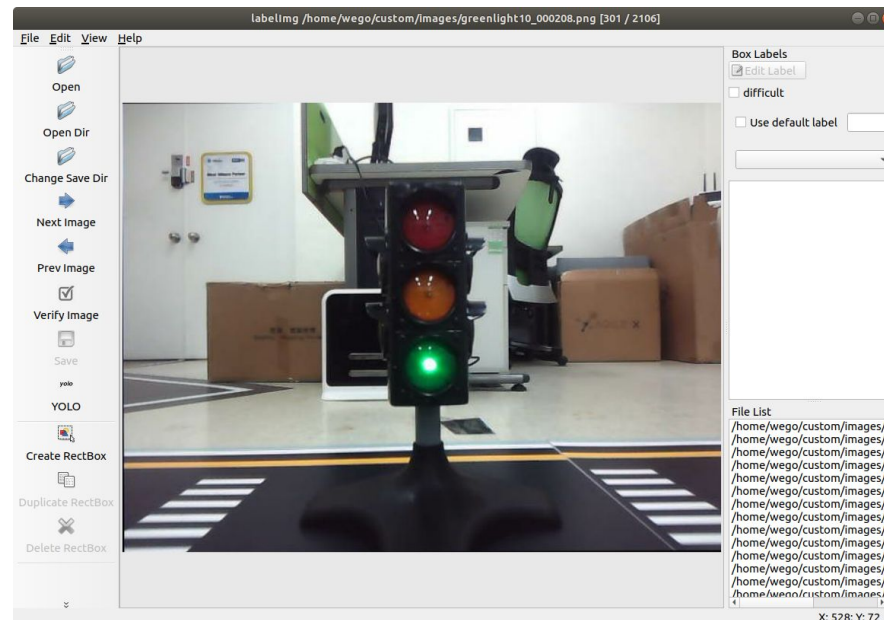 labelImg /home/wego/custom/images/greenlight10_000208.png [301 / 2106]
File Edit View Help
Open
Open Dir
Change Save Dir
Next Image
Prev Image
Verify Image
Save
yolo
YOLO
Create RectBox
Duplicate RectBox
Delete RectBox
Box Labels
Edit Label
difficult
Use default label
File List
/home/wego/custom/images/
/home/wego/custom/images/
/home/wego/custom/images/
/home/wego/custom/images/
/home/wego/custom/images/
/home/wego/custom/images/
/home/wego/custom/images/
/home/wego/custom/images/
/home/wego/custom/images/
/home/wego/custom/images/
/home/wego/custom/images/
/home/wego/custom/images/
/home/wego/custom/images/
/home/wego/custom/images/
X: 528; Y: 72